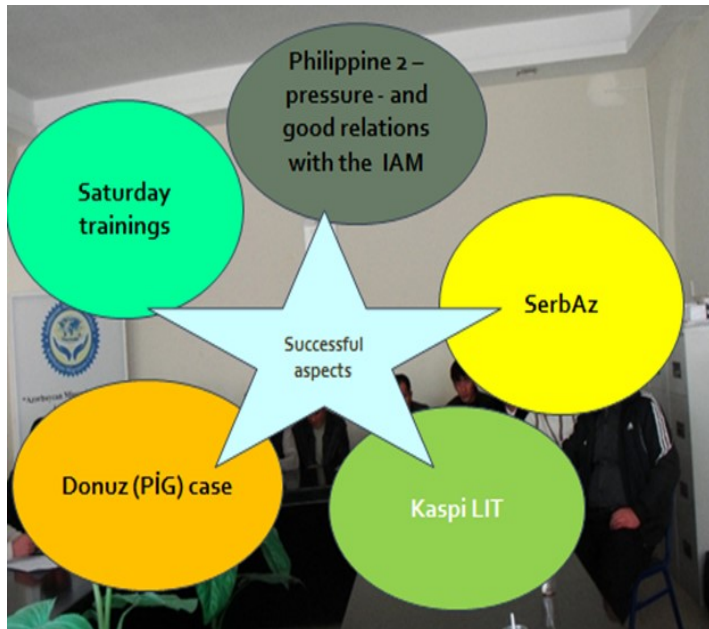 Philippine 2 –
pressure - and
good relations
with the IAM
Saturday
trainings
SerbAz
Successful
aspects
Donuz (PİG) case
Kaspi LIT